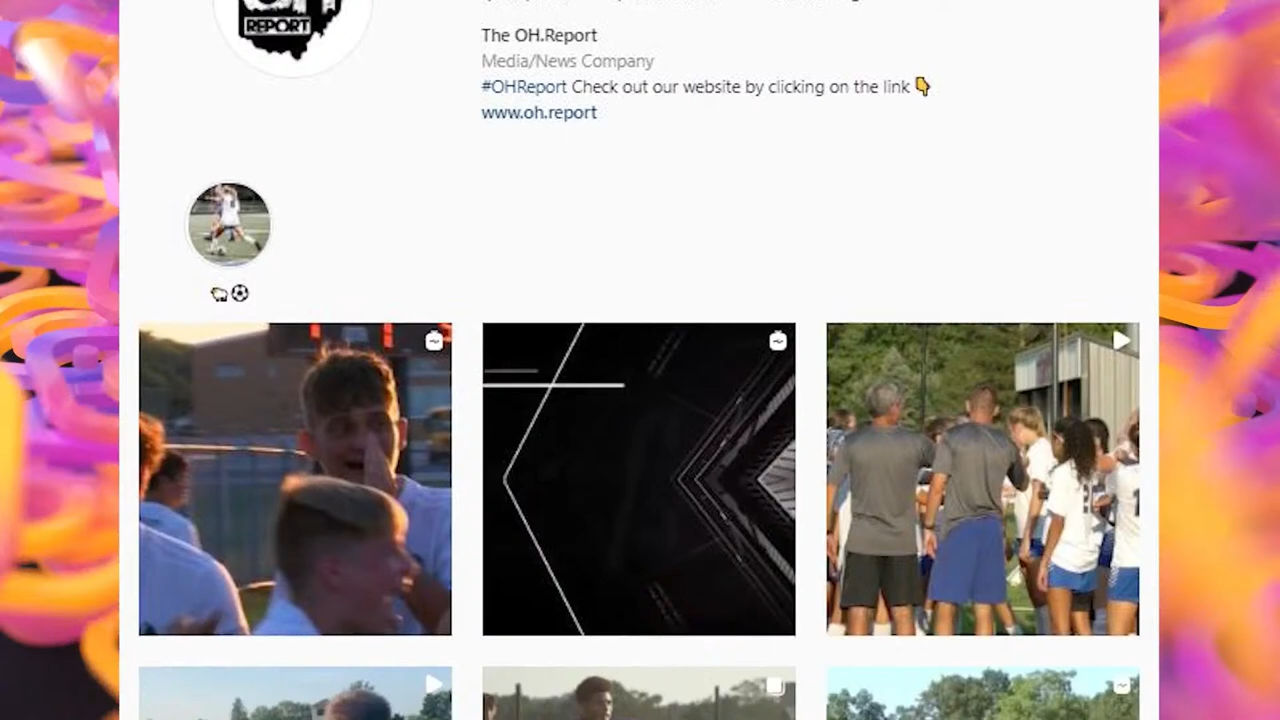 REPORT
The OH.Report
Media/News Company
#OHReport Check out our website by clicking on the link 👇
www.oh.report
🐑⚽